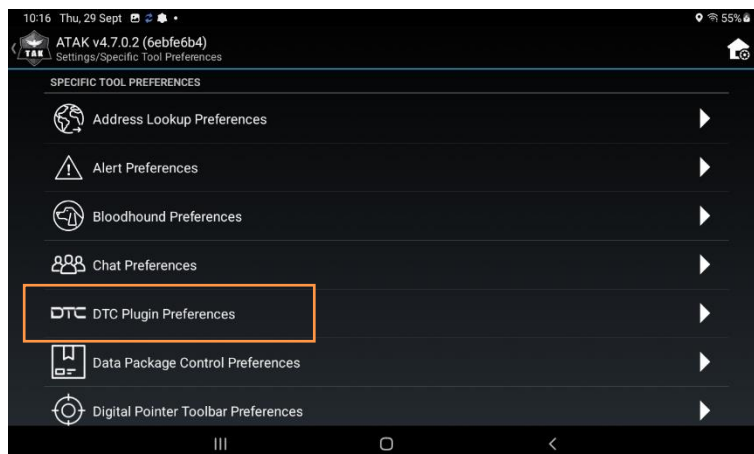 10:16 Thu, 29 Sept 55%
TAK
ATAK v4.7.0.2 (6ebfe6b4)
Settings/Specific Tool Preferences
SPECIFIC TOOL PREFERENCES
Address Lookup Preferences
Alert Preferences
Bloodhound Preferences
Chat Preferences
DTC DTC Plugin Preferences
Data Package Control Preferences
Digital Pointer Toolbar Preferences